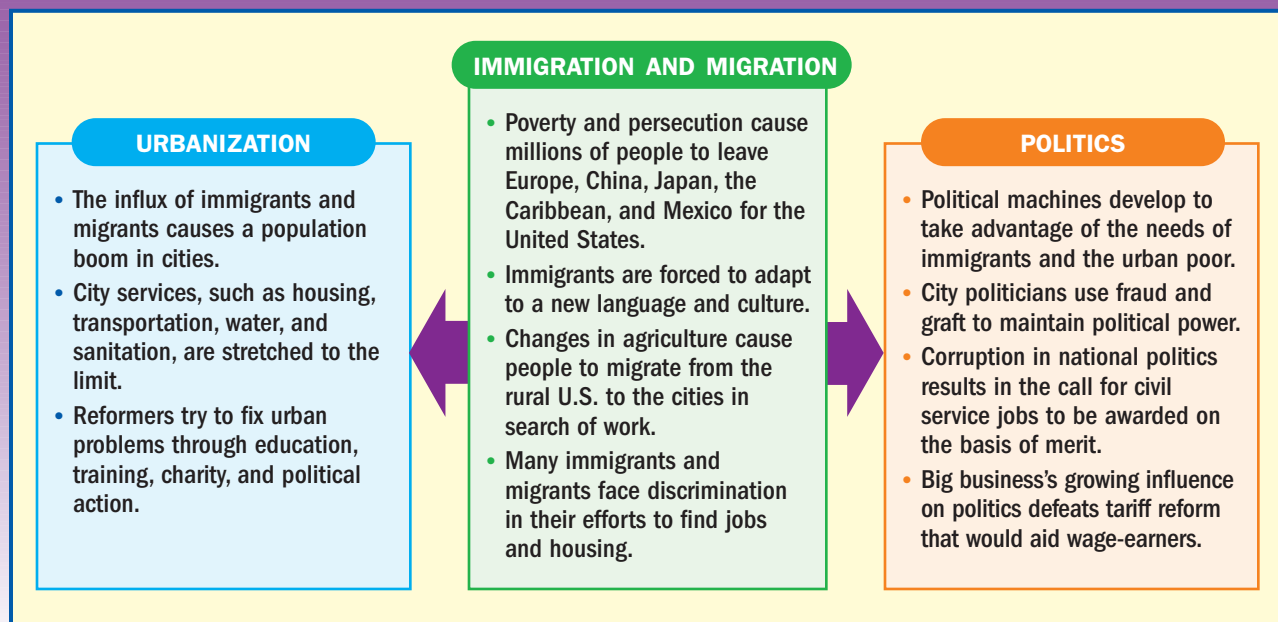 URBANIZATION
• The influx of immigrants and
migrants causes a population
boom in cities.
• City services, such as housing,
transportation, water, and
sanitation, are stretched to the
limit.
• Reformers try to fix urban
problems through education,
training, charity, and political
action.
IMMIGRATION AND MIGRATION
• Poverty and persecution cause
millions of people to leave
Europe, China, Japan, the
Caribbean, and Mexico for the
United States.
• Immigrants are forced to adapt
to a new language and culture.
• Changes in agriculture cause
people to migrate from the
rural U.S. to the cities in
search of work.
• Many immigrants and
migrants face discrimination
in their efforts to find jobs
and housing.
POLITICS
• Political machines develop to
take advantage of the needs of
immigrants and the urban poor.
• City politicians use fraud and
graft to maintain political power.
• Corruption in national politics
results in the call for civil
service jobs to be awarded on
the basis of merit.
• Big business’s growing influence
on politics defeats tariff reform
that would aid wage-earners.